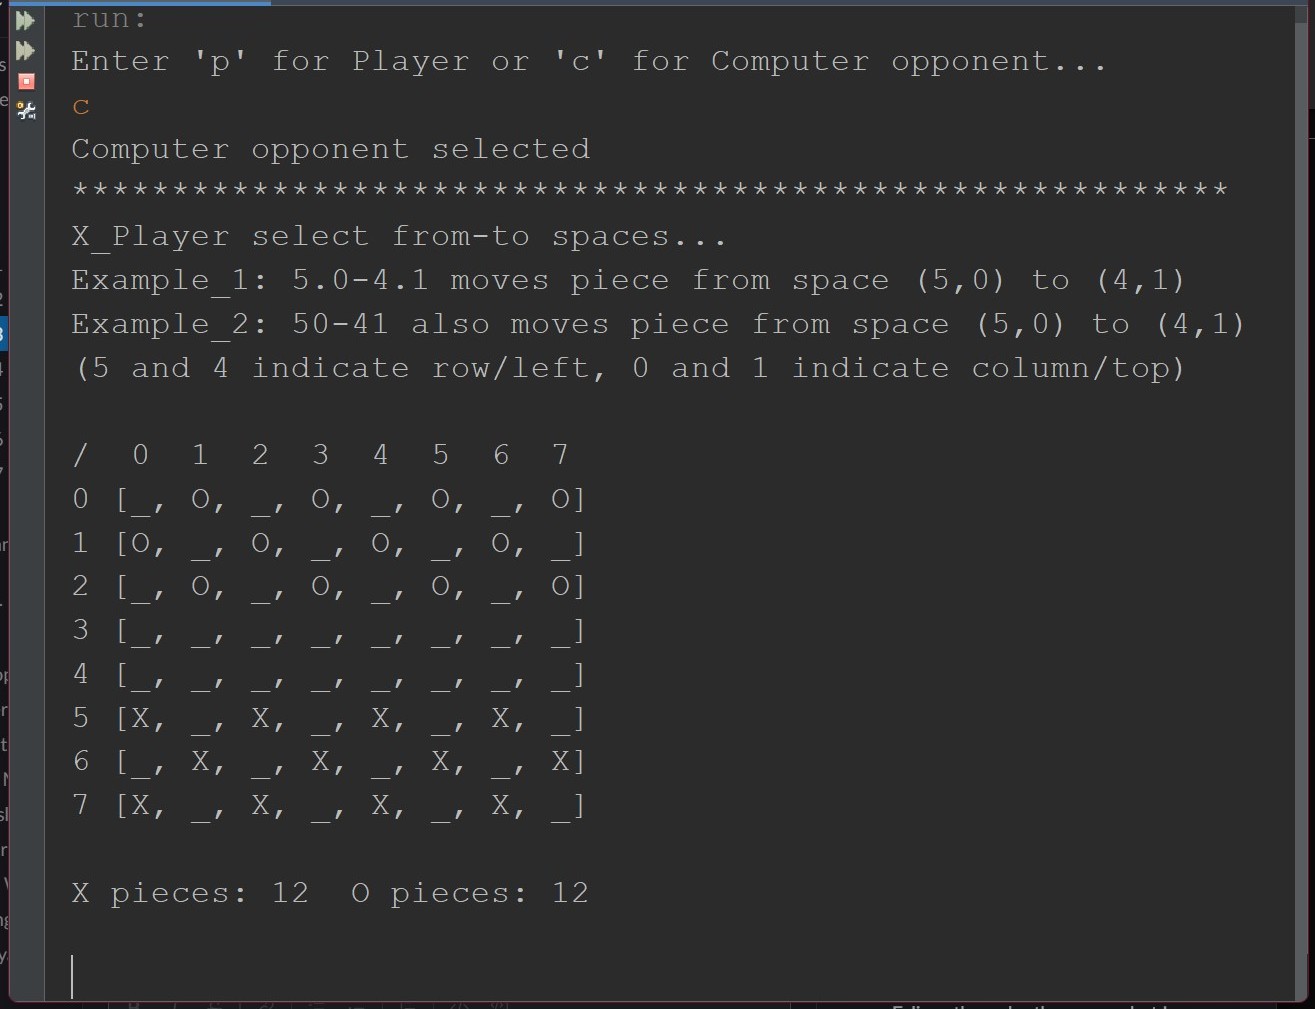 run:
Enter 'p' for Player or 'c' for Computer opponent...
c
Computer opponent selected
**********************************************************
X_Player select from-to spaces...
Example_1: 5.0-4.1 moves piece from space (5,0) to (4,1)
Example_2: 50-41 also moves piece from space (5,0) to (4,1)
(5 and 4 indicate row/left, 0 and 1 indicate column/top)
/  0  1  2  3  4  5  6  7
0 [_, O, _, O, _, O, _, O]
1 [O, _, O, _, O, _, O, _]
2 [_, O, _, O, _, O, _, O]
3 [_, _, _, _, _, _, _, _]
4 [_, _, _, _, _, _, _, _]
5 [X, _, X, _, X, _, X, _]
6 [_, X, _, X, _, X, _, X]
7 [X, _, X, _, X, _, X, _]
X pieces: 12  O pieces: 12